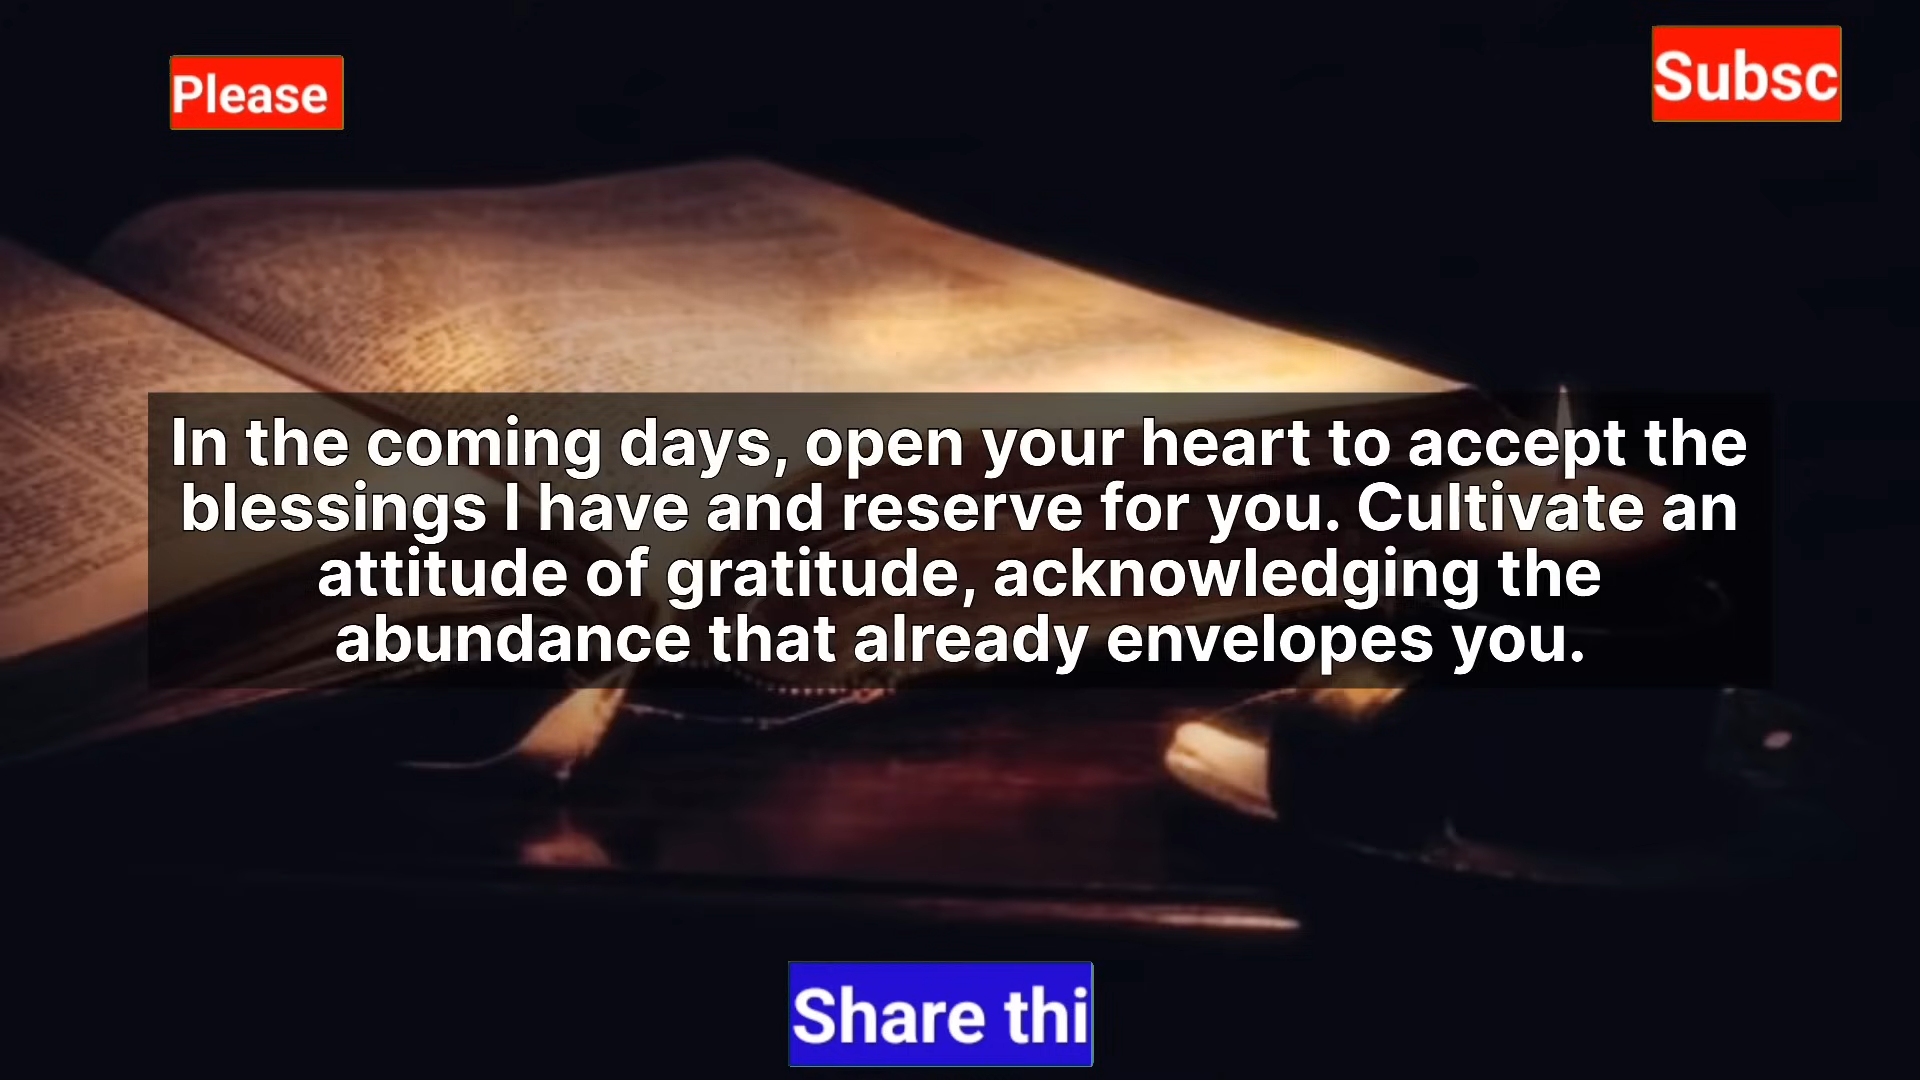 Please
Subsc
In the coming days, open your heart to accept the
blessings I have and reserve for you. Cultivate an
attitude of gratitude, acknowledging the
abundance that already envelopes you.
Share thi